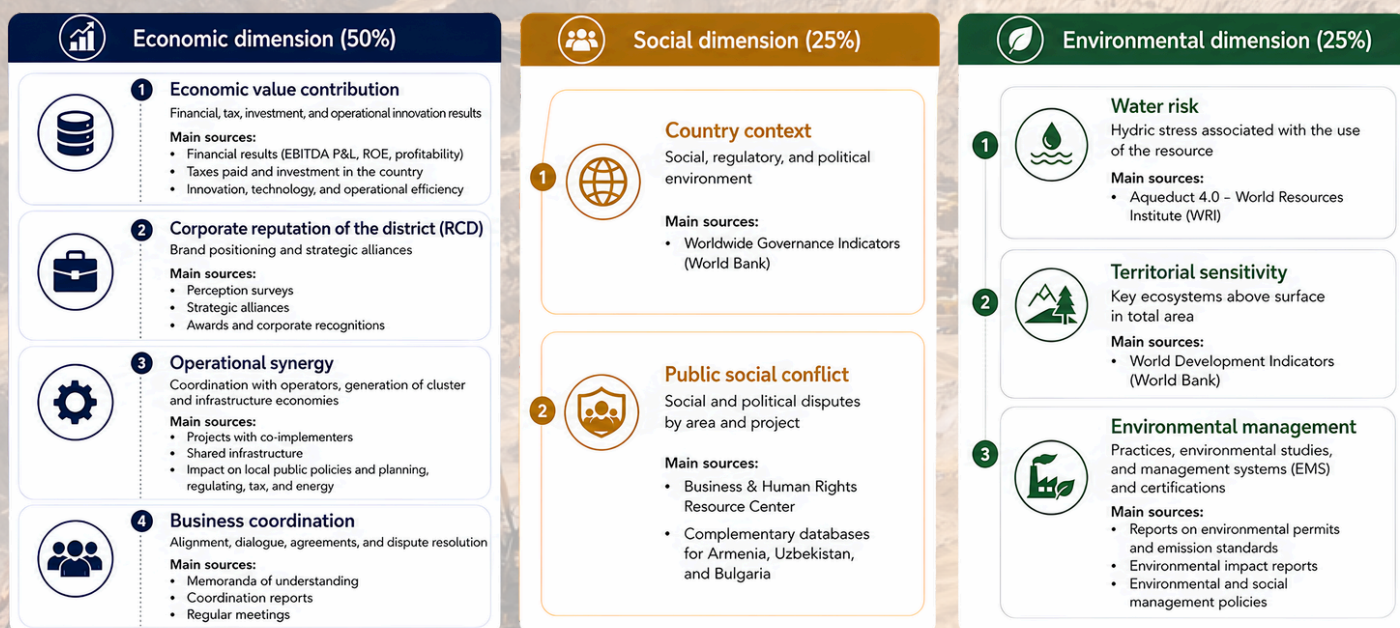 Economic dimension (50%)
1
Economic value contribution
Financial, tax, investment, and operational innovation results
Main sources:
• Financial results (EBITDA P&L, ROE, profitability)
• Taxes paid and investment in the country
• Innovation, technology, and operational efficiency
2
Corporate reputation of the district (RCD)
Brand positioning and strategic alliances
Main sources:
• Perception surveys
• Strategic alliances
• Awards and corporate recognitions
3
Operational synergy
Coordination with operators, generation of cluster
and infrastructure economies
Main sources:
• Projects with co-implementers
• Shared infrastructure
• Impact on local public policies and planning,
regulating, tax, and energy
4
Business coordination
Alignment, dialogue, agreements, and dispute resolution
Main sources:
• Memoranda of understanding
• Coordination reports
• Regular meetings
Social dimension (25%)
1
Country context
Social, regulatory, and political
environment
Main sources:
• Worldwide Governance Indicators
(World Bank)
2
Public social conflict
Social and political disputes
by area and project
Main sources:
• Business & Human Rights
Resource Center
• Complementary databases
for Armenia, Uzbekistan,
and Bulgaria
Environmental dimension (25%)
1
Water risk
Hydric stress associated with the use
of the resource
Main sources:
• Aqueduct 4.0 – World Resources
Institute (WRI)
2
Territorial sensitivity
Key ecosystems above surface
in total area
Main sources:
• World Development Indicators
(World Bank)
3
Environmental management
Practices, environmental studies,
and management systems (EMS)
and certifications
Main sources:
• Reports on environmental permits
and emission standards
• Environmental impact reports
• Environmental and social
management policies